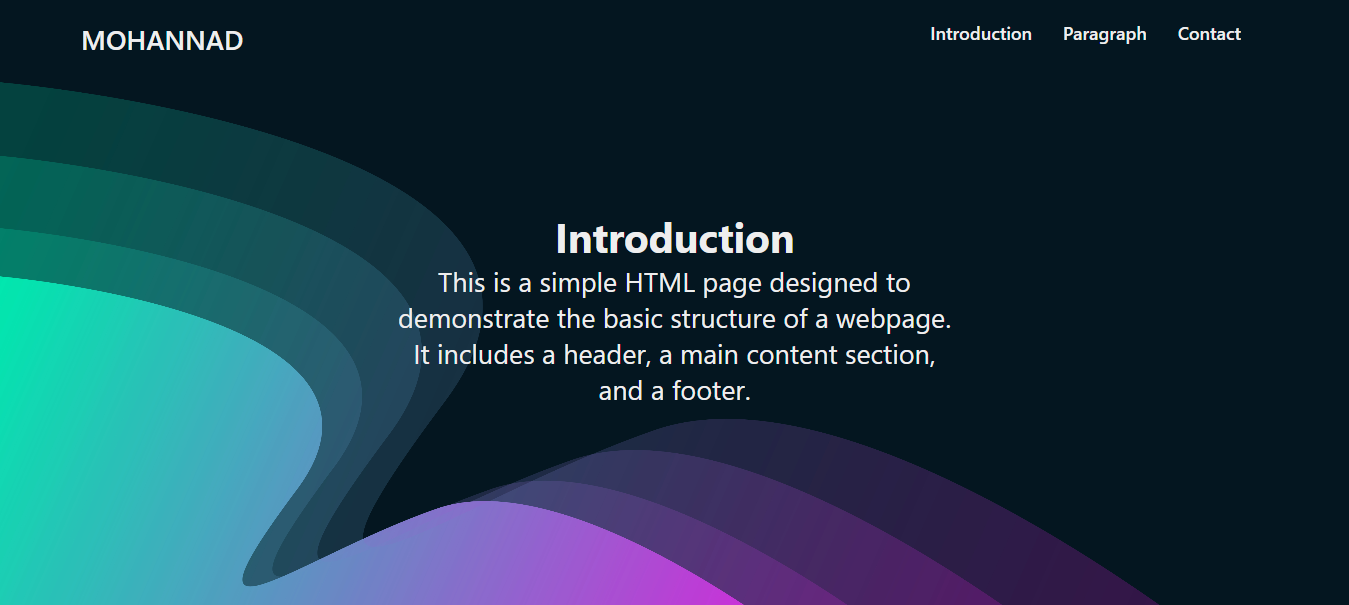 MOHANNAD
Introduction Paragraph Contact
Introduction
This is a simple HTML page designed to
demonstrate the basic structure of a webpage.
It includes a header, a main content section,
and a footer.